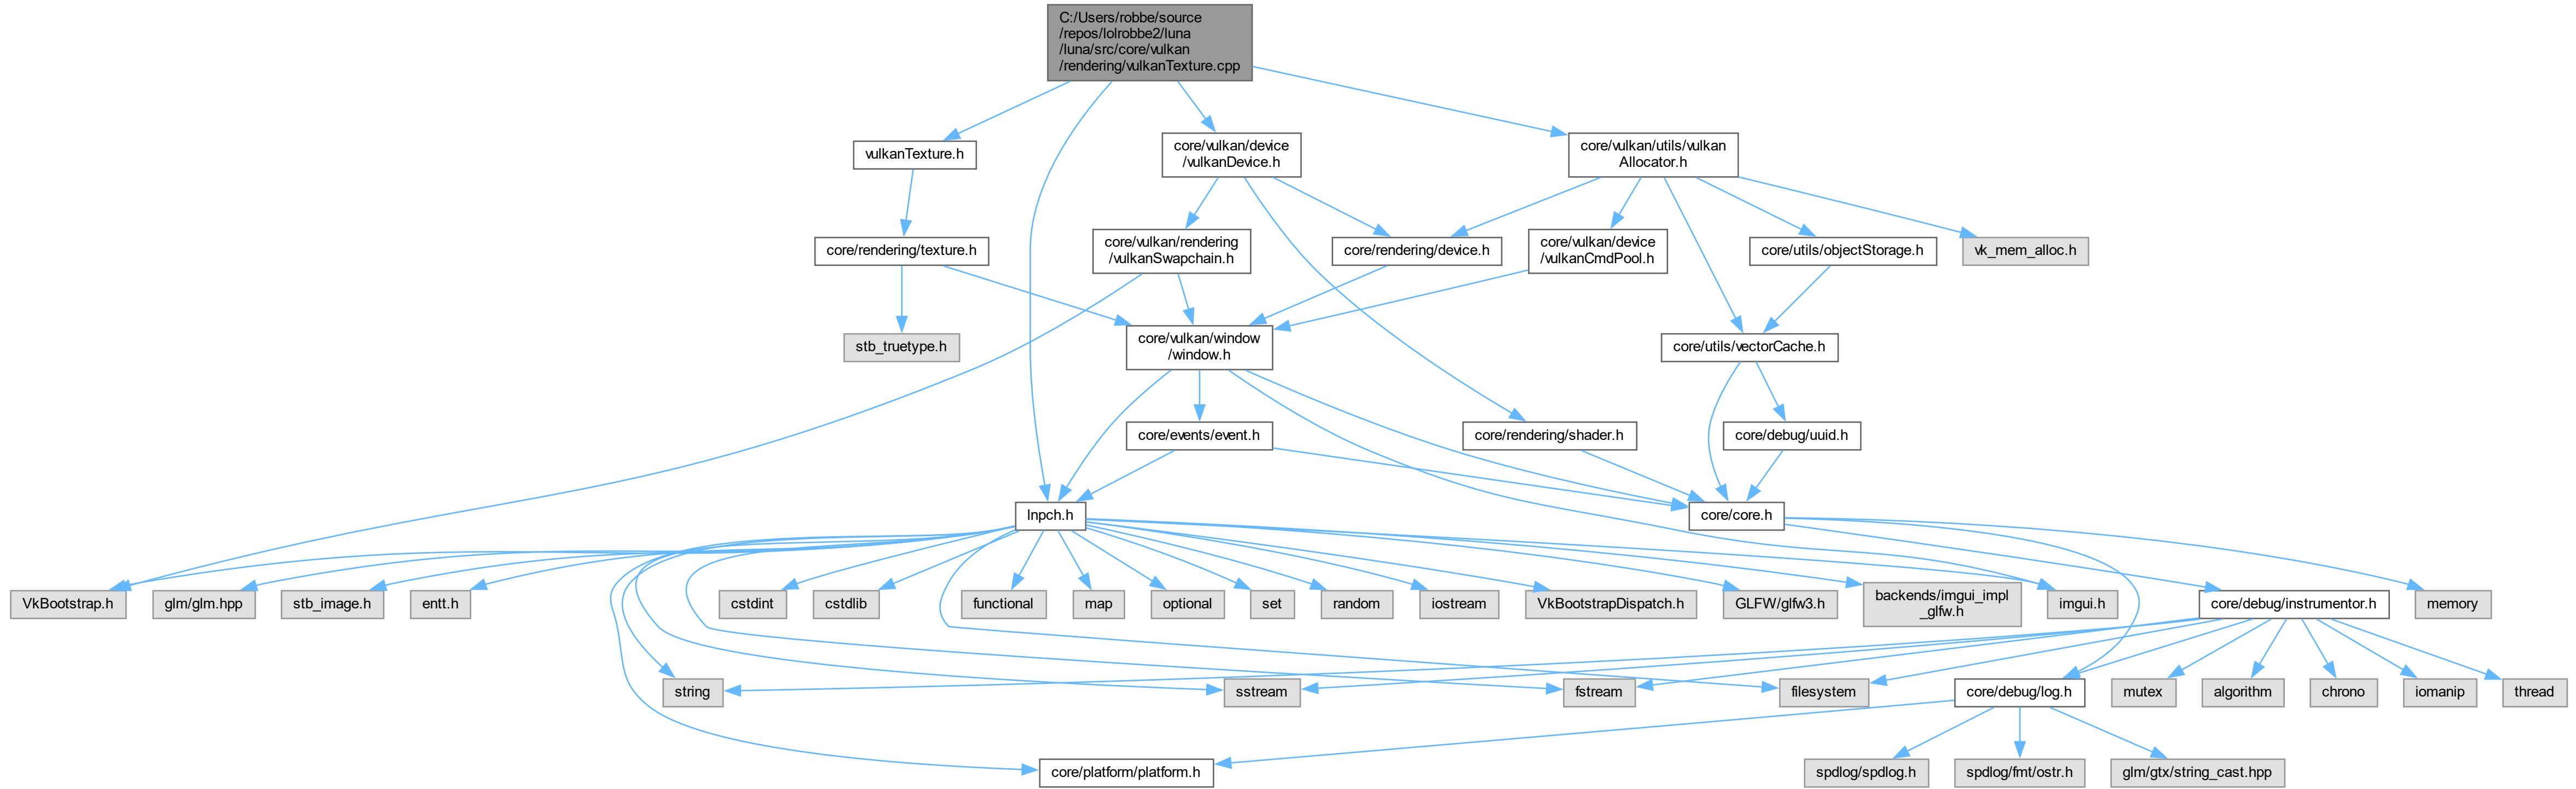 C:/Users/robbe/source
/repos/lolrobbe2/luna
/luna/src/core/vulkan
/rendering/vulkanTexture.cpp
vulkanTexture.h
core/vulkan/device
/vulkanDevice.h
core/vulkan/utils/vulkan
Allocator.h
core/rendering/texture.h
core/vulkan/rendering
/vulkanSwapchain.h
core/rendering/device.h
core/vulkan/device
/vulkanCmdPool.h
core/utils/objectStorage.h
vk_mem_alloc.h
stb_truetype.h
core/vulkan/window
/window.h
core/utils/vectorCache.h
core/events/event.h
core/rendering/shader.h
core/debug/uuid.h
lnpch.h
core/core.h
VkBootstrap.h
glm/glm.hpp
stb_image.h
entt.h
cstdint
cstdlib
functional
map
optional
set
random
iostream
VkBootstrapDispatch.h
GLFW/glfw3.h
backends/imgui_impl
_glfw.h
imgui.h
core/debug/instrumentor.h
memory
string
sstream
fstream
filesystem
core/debug/log.h
mutex
algorithm
chrono
iomanip
thread
core/platform/platform.h
spdlog/spdlog.h
spdlog/fmt/ostr.h
glm/gtx/string_cast.hpp